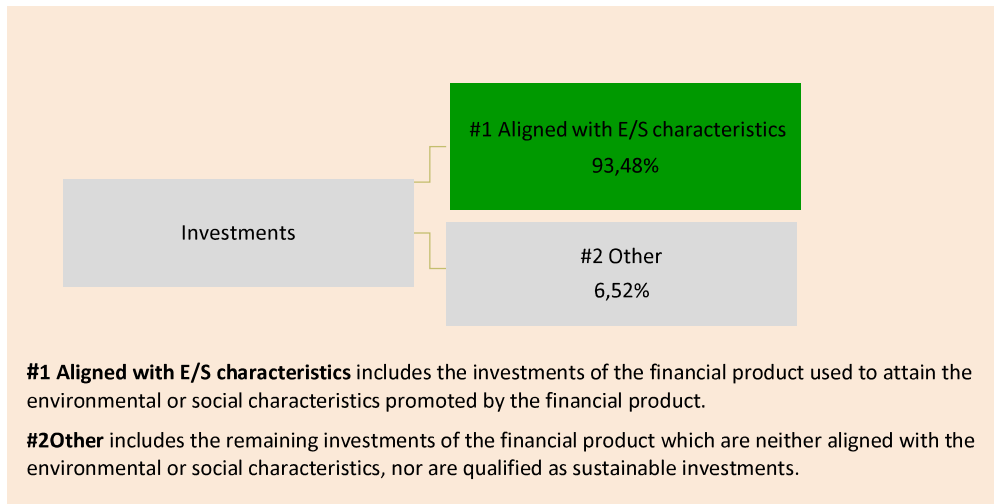 #1 Aligned with E/S characteristics
93,48%
Investments
#2 Other
6,52%
#1 Aligned with E/S characteristics includes the investments of the financial product used to attain the
environmental or social characteristics promoted by the financial product.
#2Other includes the remaining investments of the financial product which are neither aligned with the
environmental or social characteristics, nor are qualified as sustainable investments.